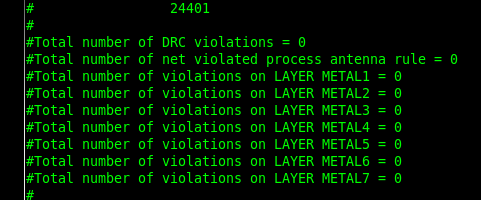 # 24401
#
#Total number of DRC violations = 0
#Total number of net violated process antenna rule = 0
#Total number of violations on LAYER METAL1 = 0
#Total number of violations on LAYER METAL2 = 0
#Total number of violations on LAYER METAL3 = 0
#Total number of violations on LAYER METAL4 = 0
#Total number of violations on LAYER METAL5 = 0
#Total number of violations on LAYER METAL6 = 0
#Total number of violations on LAYER METAL7 = 0
#